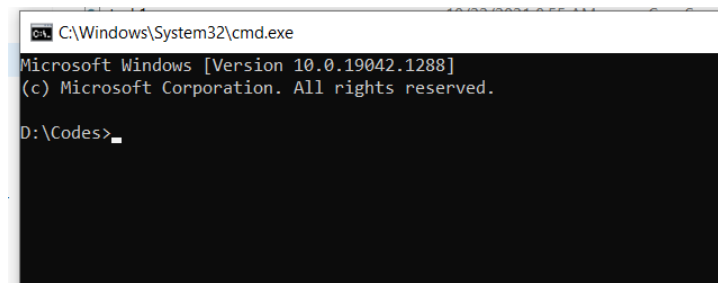 C:\Windows\System32\cmd.exe
Microsoft Windows [Version 10.0.19042.1288]
(c) Microsoft Corporation. All rights reserved.
D:\Codes>